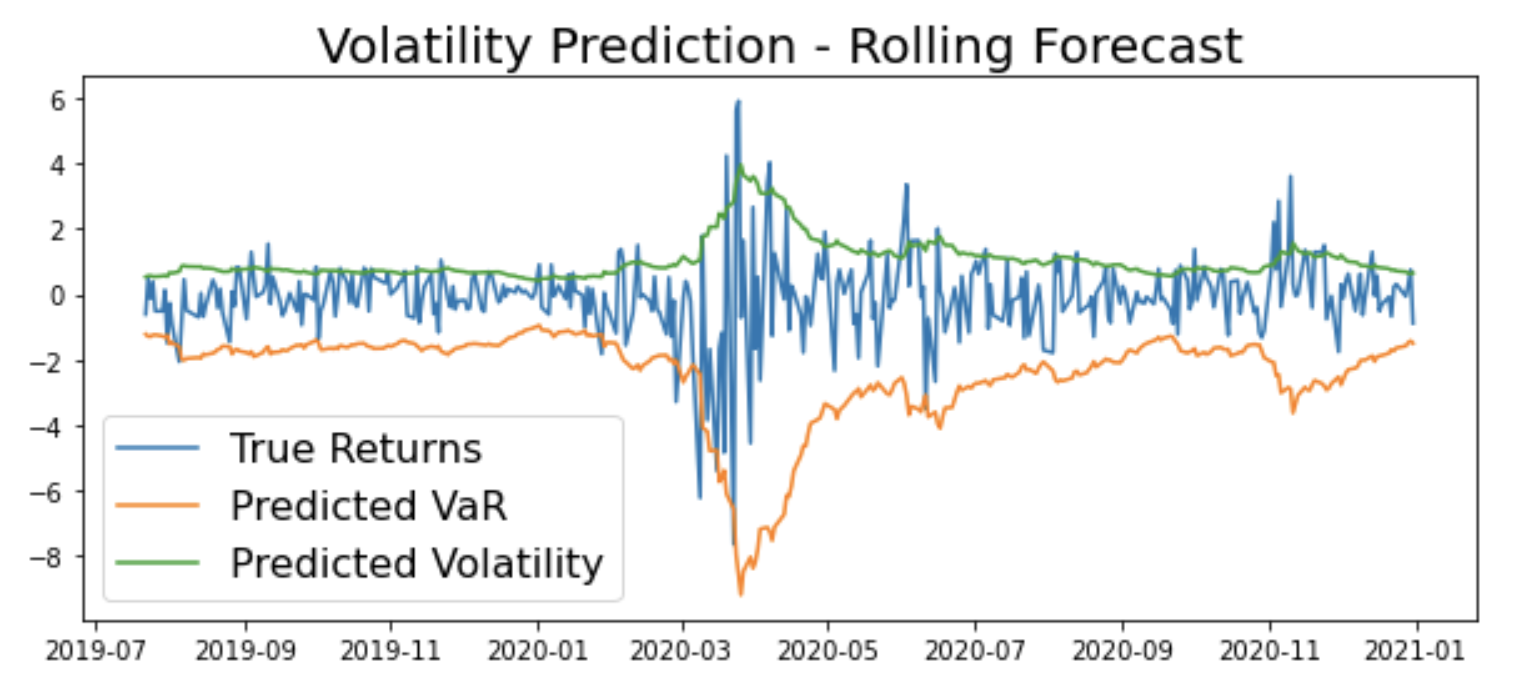 Volatility Prediction - Rolling Forecast
6
4
2
0
−2
−4
−6
−8
True Returns
Predicted VaR
Predicted Volatility
2019-07 2019-09 2019-11 2020-01 2020-03 2020-05 2020-07 2020-09 2020-11 2021-01